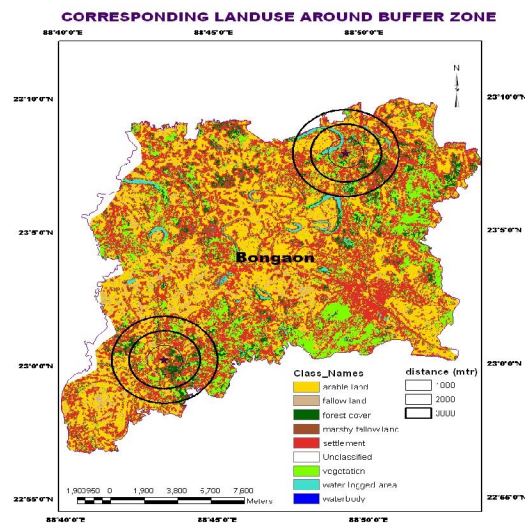 CORRESPONDING LANDUSE AROUND BUFFER ZONE
88°40'0"E 88°45'0"E 88°50'0"E
N
23°10'0"N 23°10'0"N
23°5'0"N 23°5'0"N
Bongaon
23°0'0"N 23°0'0"N
Class_Names
arable land
fallow land
forest cover
marshy fallow land
settlement
Unclassified
vegetation
water logged area
waterbody
distance (mtr)
1000
2000
3000
1,900950 0 1,900 3,800 5,700 7,600
Meters
22°55'0"N 22°55'0"N
88°40'0"E 88°45'0"E 88°50'0"E